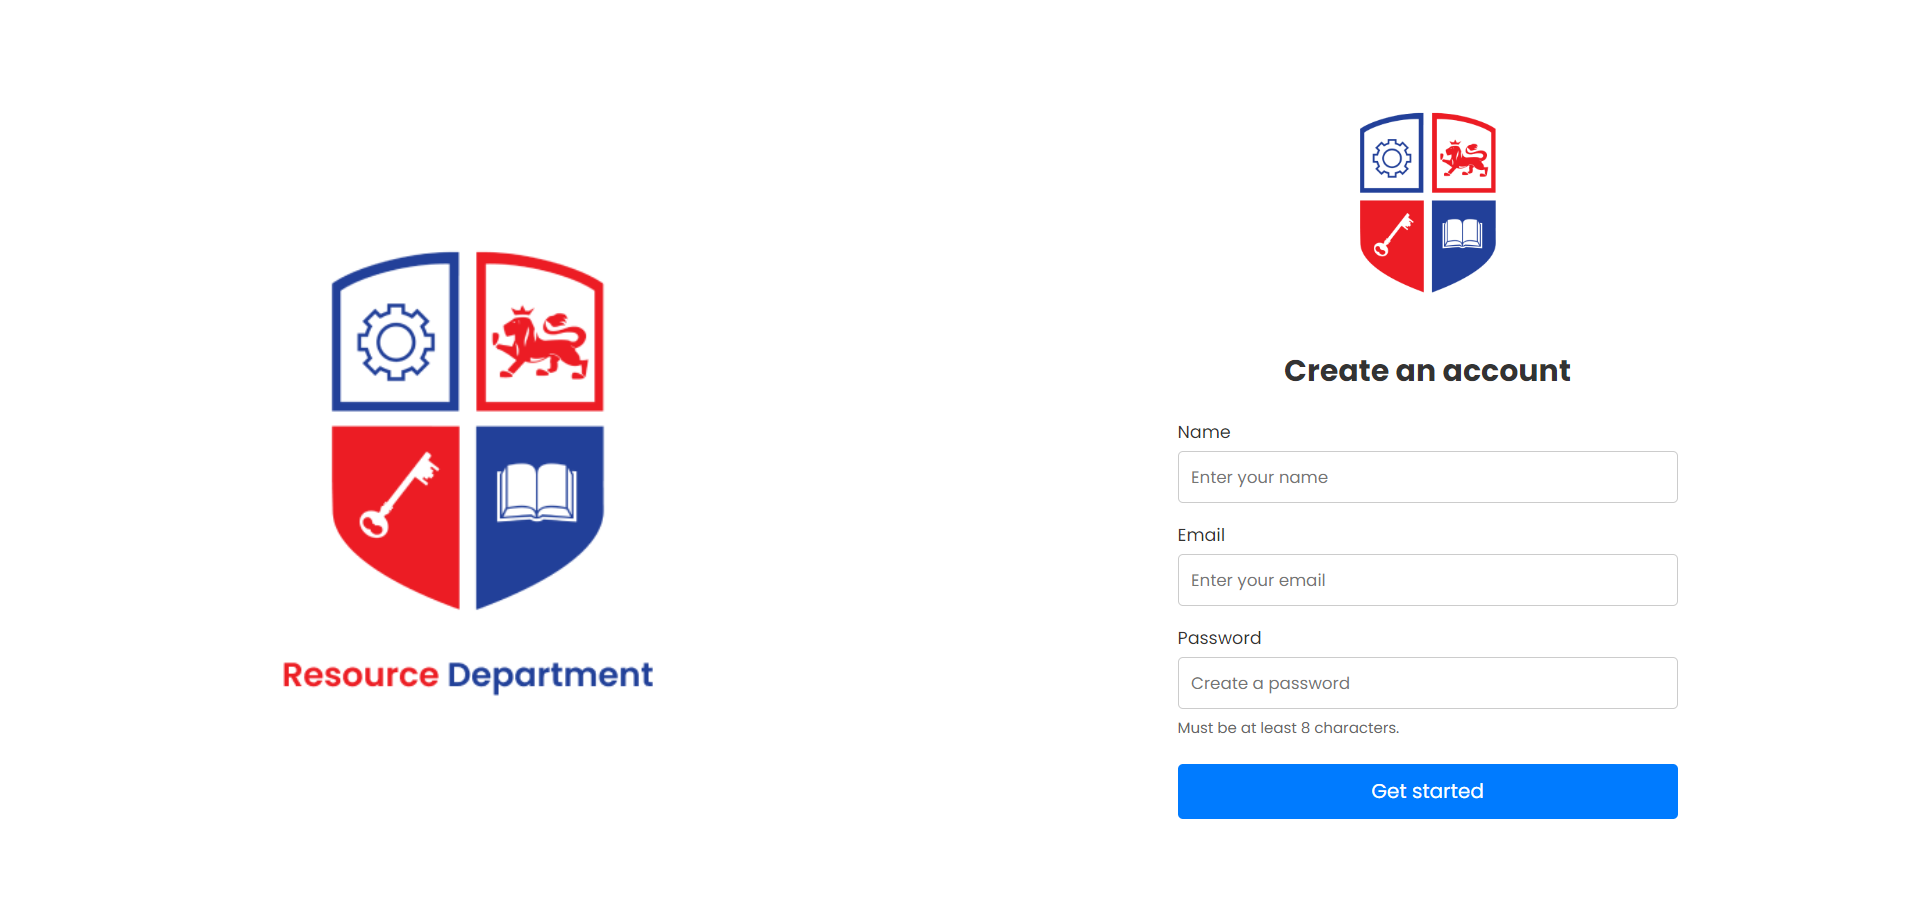 Resource Department
Create an account
Name
Enter your name
Email
Enter your email
Password
Create a password
Must be at least 8 characters.
Get started